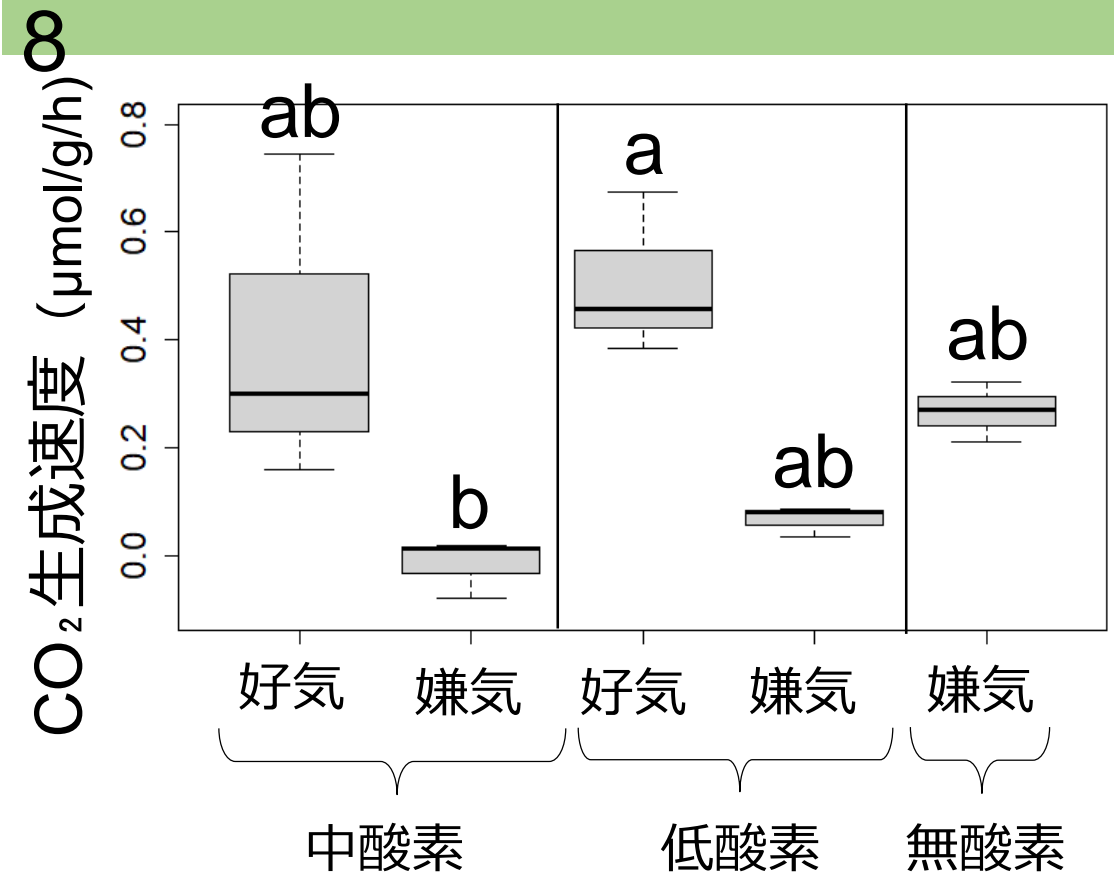 8
CO₂生成速度（μmol/g/h）
0.8
0.6
0.4
0.2
0.0
ab
b
a
ab
ab
好気 嫌気 好気 嫌気 嫌気
中酸素 低酸素 無酸素